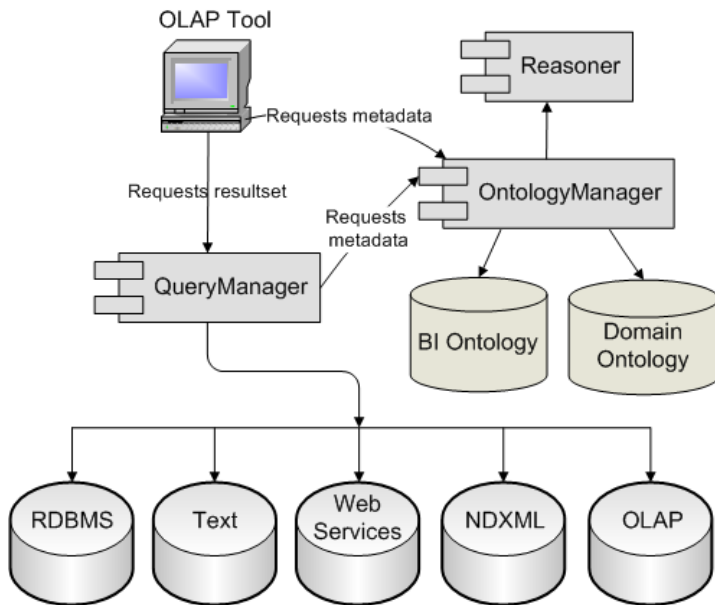 OLAP Tool
Reasoner
Requests metadata
OntologyManager
Requests resultset
Requests
metadata
QueryManager
BI Ontology
Domain
Ontology
RDBMS
Text
Web
Services
NDXML
OLAP